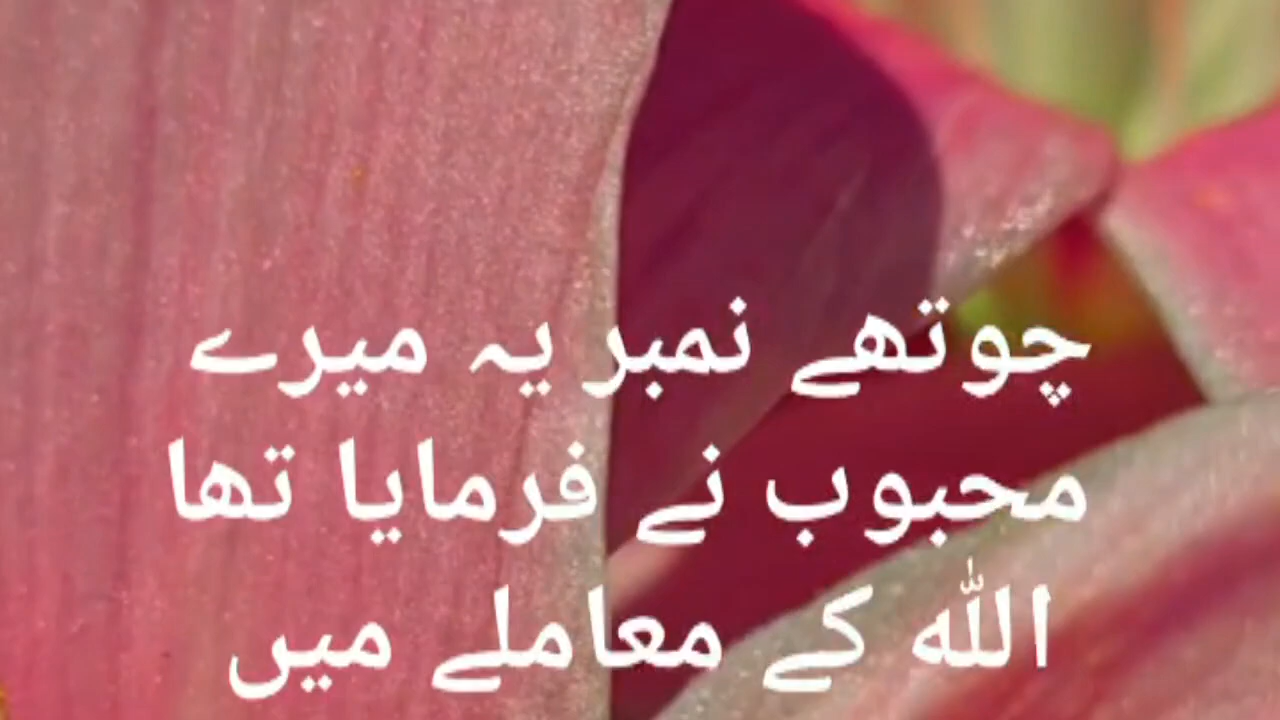 چوتھے نمبر یہ میرے
محبوب نے فرمایا تھا
اللہ کے معاملے میں